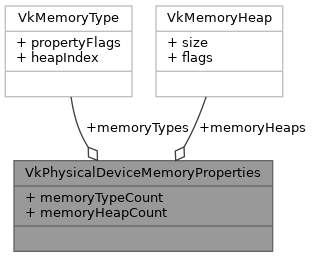 VkMemoryType
+ propertyFlags
+ heapIndex
VkMemoryHeap
+ size
+ flags
+memoryTypes
+memoryHeaps
VkPhysicalDeviceMemoryProperties
+ memoryTypeCount
+ memoryHeapCount